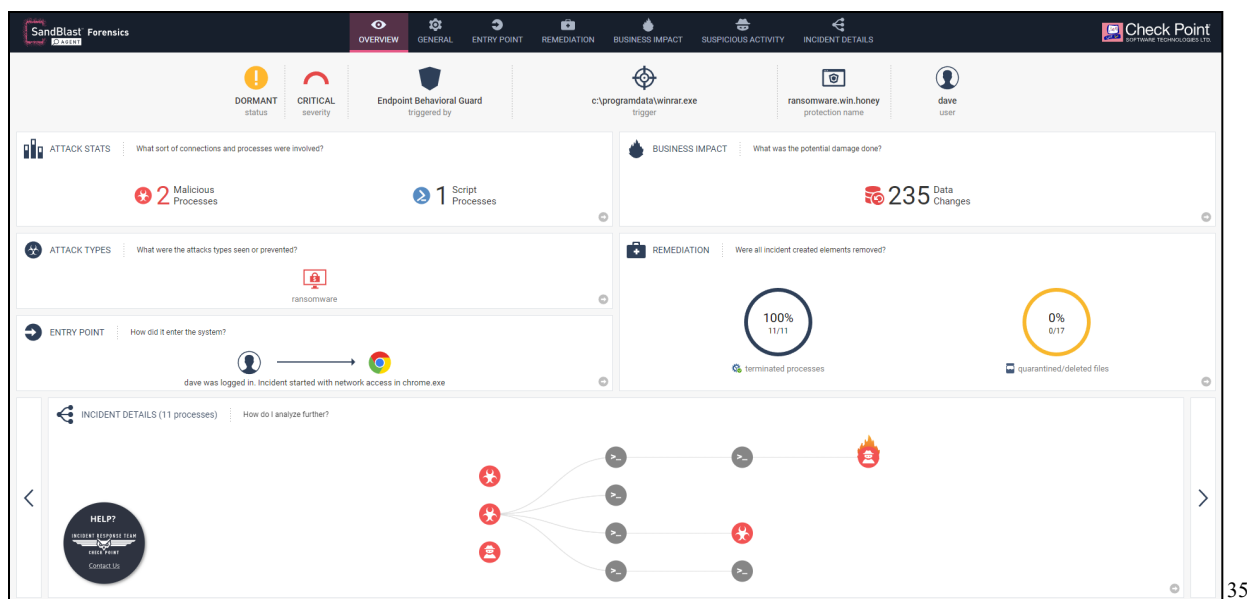 SandBlast Forensics
AGENT
OVERVIEW
GENERAL
ENTRY POINT
REMEDIATION
BUSINESS IMPACT
SUSPICIOUS ACTIVITY
INCIDENT DETAILS
Check Point
SOFTWARE TECHNOLOGIES LTD.
DORMANT
status
CRITICAL
severity
Endpoint Behavioral Guard
triggered by
c:\programdata\winrar.exe
trigger
ransomware.win.honey
protection name
dave
user
ATTACK STATS What sort of connections and processes were involved?
2 Malicious
Processes
1 Script
Processes
BUSINESS IMPACT What was the potential damage done?
235 Data
Changes
ATTACK TYPES What were the attacks types seen or prevented?
ransomware
REMEDIATION Were all incident created elements removed?
100%
11/11
terminated processes
0%
0/17
quarantined/deleted files
ENTRY POINT How did it enter the system?
dave was logged in. Incident started with network access in chrome.exe
INCIDENT DETAILS (11 processes) How do I analyze further?
HELP?
INCIDENT RESPONSE TEAM
CHECK POINT
Contact Us
35